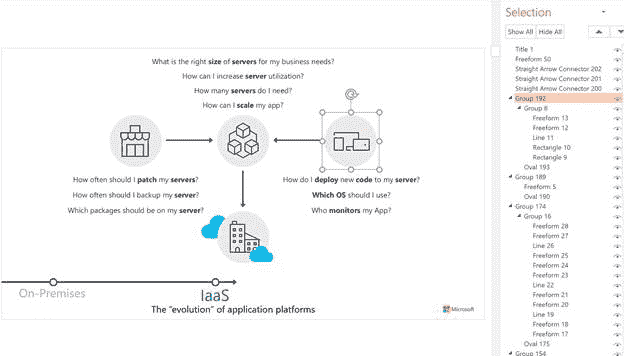 Selection
Show All
Hide All
What is the right size of servers for my business needs?
How can I increase server utilization?
How many servers do I need?
How can I scale my app?
How often should I patch my servers?
How often should I backup my server?
Which packages should be on my server?
How do I deploy new code to my server?
Which OS should I use?
Who monitors my App?
On-Premises
IaaS
The “evolution” of application platforms
Microsoft
Title 1
Freeform 50
Straight Arrow Connector 202
Straight Arrow Connector 201
Straight Arrow Connector 200
Group 192
Group 8
Freeform 13
Freeform 12
Line 11
Rectangle 10
Rectangle 9
Oval 193
Group 189
Freeform 5
Oval 190
Group 174
Group 16
Freeform 28
Freeform 27
Line 26
Freeform 25
Freeform 24
Freeform 23
Line 22
Freeform 21
Freeform 20
Line 19
Freeform 18
Freeform 17
Oval 175
Group 154